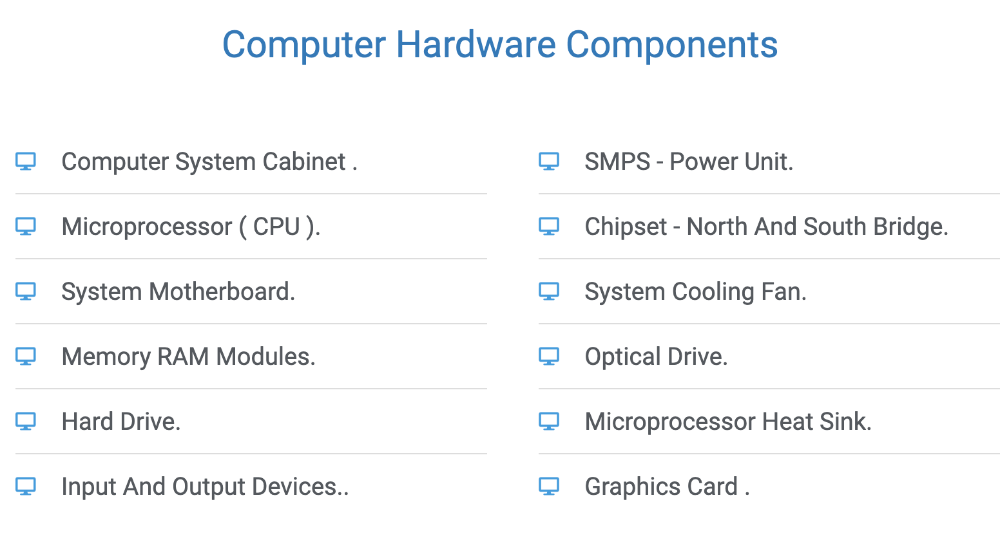 Computer Hardware Components
Computer System Cabinet .
Microprocessor ( CPU ).
System Motherboard.
Memory RAM Modules.
Hard Drive.
Input And Output Devices..
SMPS - Power Unit.
Chipset - North And South Bridge.
System Cooling Fan.
Optical Drive.
Microprocessor Heat Sink.
Graphics Card .